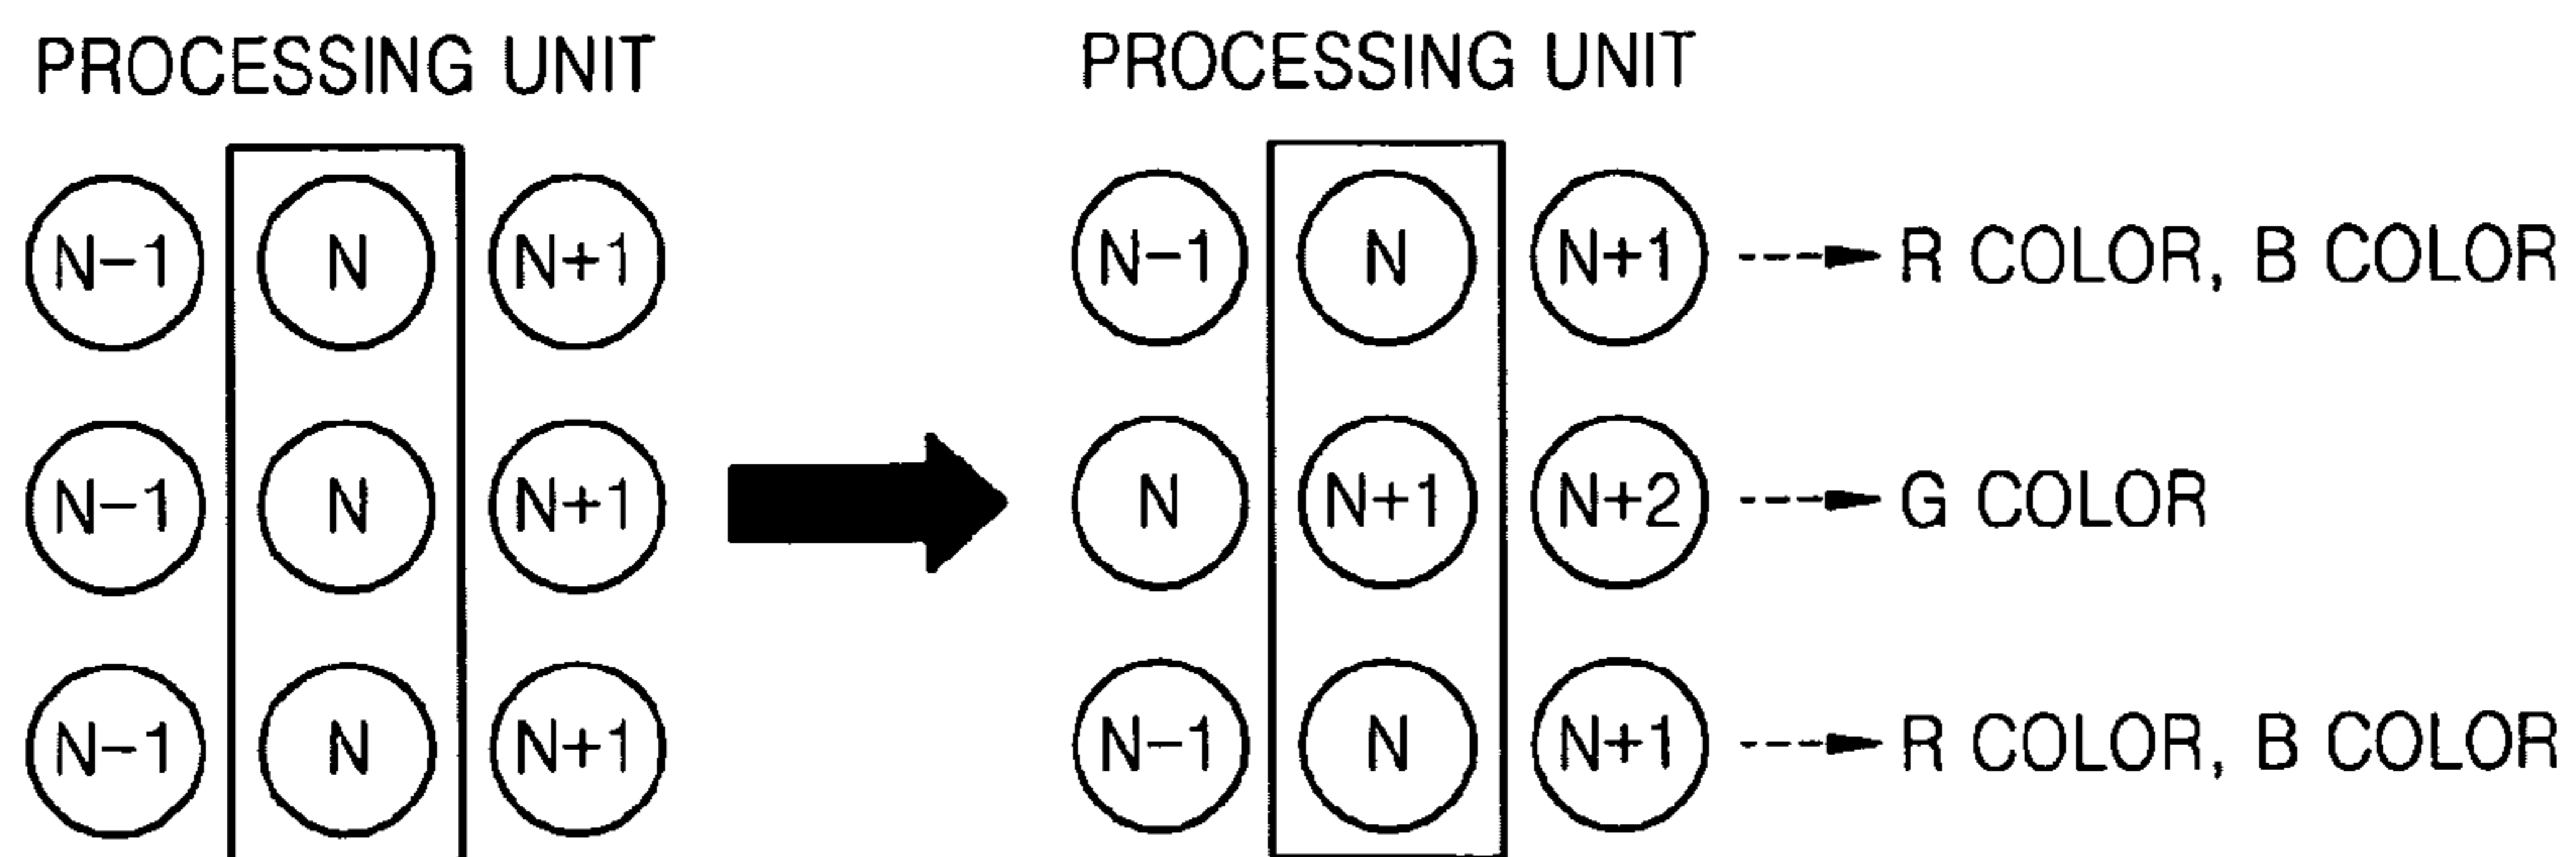 PROCESSING UNIT PROCESSING UNIT
N-1 N N+1 N-1 N N+1 R COLOR, B COLOR
N-1 N N+1 N N+1 N+2 G COLOR
N-1 N N+1 N-1 N N+1 R COLOR, B COLOR